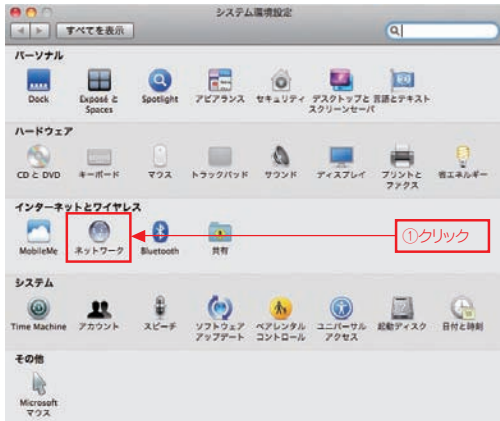 システム環境設定
すべてを表示
パーソナル
Dock
Exposé と
Spaces
Spotlight
アピアランス
セキュリティ
デスクトップと
スクリーンセーバ
言語とテキスト
ハードウェア
CD と DVD
キーボード
マウス
トラックパッド
サウンド
ディスプレイ
プリントと
ファクス
省エネルギー
インターネットとワイヤレス
MobileMe
ネットワーク
Bluetooth
共有
①クリック
システム
Time Machine
アカウント
スピーチ
ソフトウェア
アップデート
ペアレンタル
コントロール
ユニバーサル
アクセス
起動ディスク
日付と時刻
その他
Microsoft
マウス